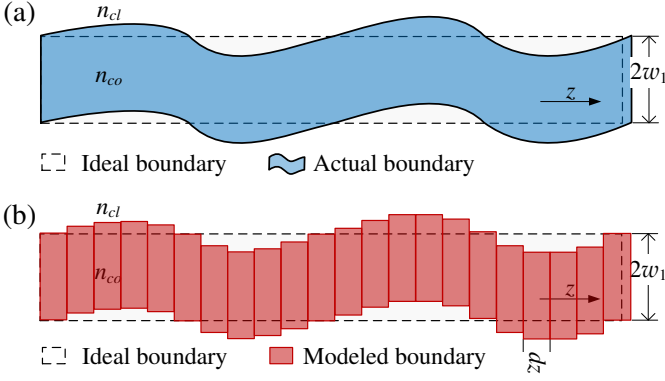 (a)
n_cl
n_co
z
2w_1
Ideal boundary
Actual boundary
(b)
n_cl
n_co
z
2w_1
Ideal boundary
Modeled boundary
dz